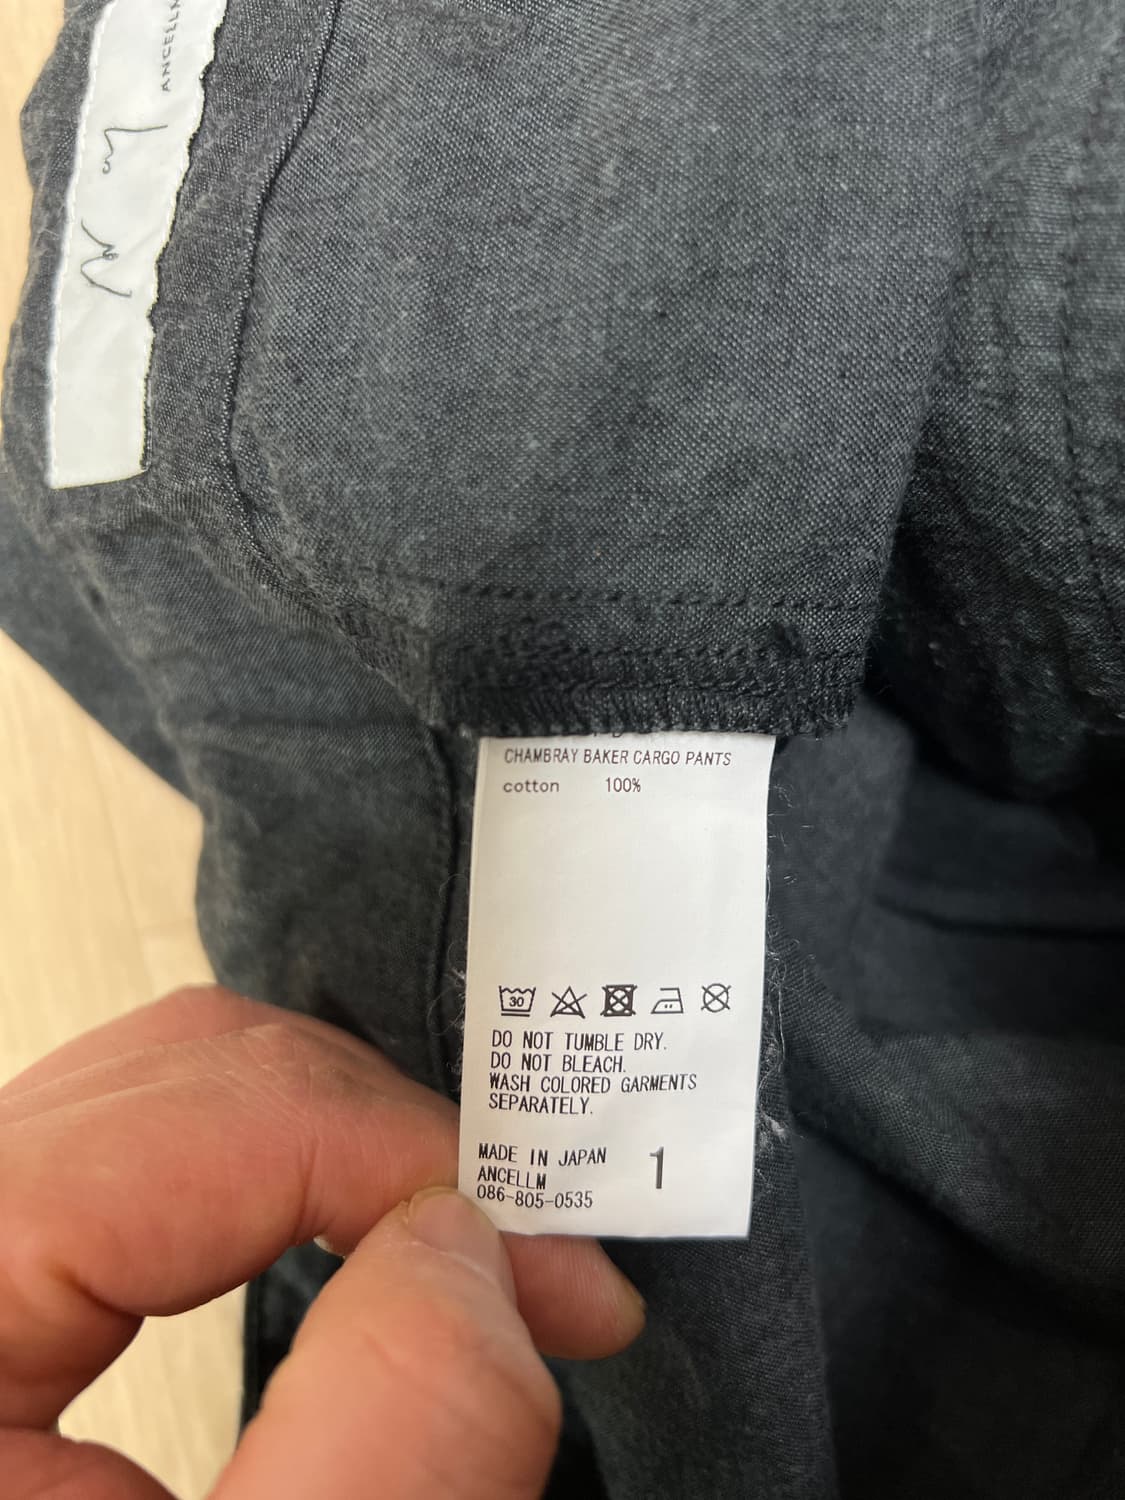 ANCELLM
CHAMBRAY BAKER CARGO PANTS
cotton 100%
30
DO NOT TUMBLE DRY.
DO NOT BLEACH.
WASH COLORED GARMENTS
SEPARATELY.
MADE IN JAPAN
ANCELLM
086-805-0535
1